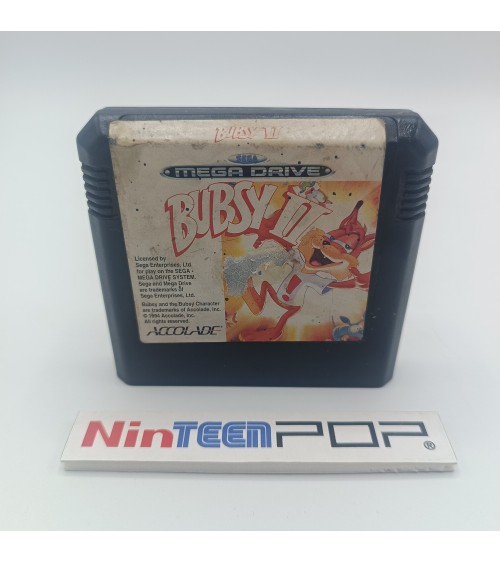 BUBSY II
SEGA
MEGA DRIVE
BUBSY II
Licensed by
Sega Enterprises, Ltd.
for play on the SEGA
MEGA DRIVE SYSTEM.
Sega and Mega Drive
are trademarks of
Sega Enterprises, Ltd.
Bubsy and the Bubsy Character
are trademarks of Accolade, Inc.
© 1994 Accolade, Inc.
All rights reserved.
ACCOLADE
NinTEENPOP®